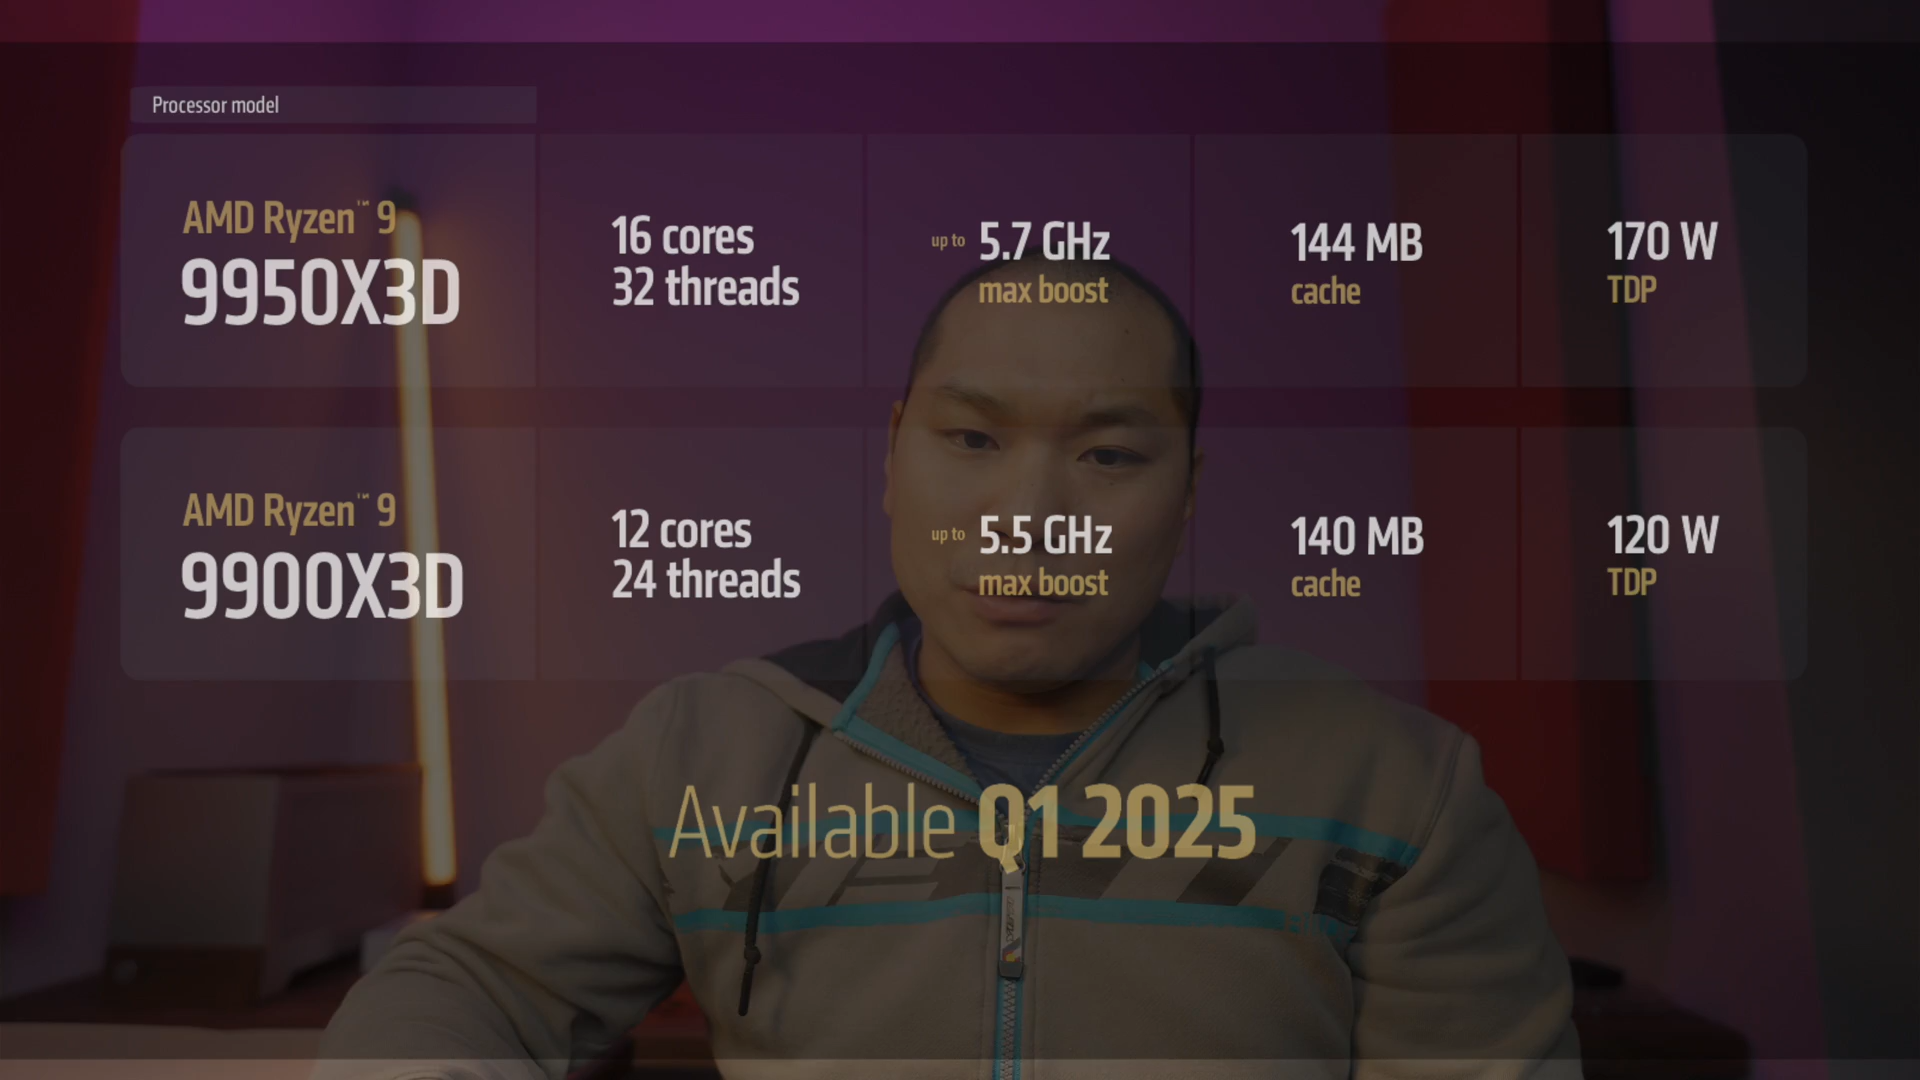 Processor model
AMD Ryzen™ 9
9950X3D
16 cores
32 threads
up to 5.7 GHz
max boost
144 MB
cache
170 W
TDP
AMD Ryzen™ 9
9900X3D
12 cores
24 threads
up to 5.5 GHz
max boost
140 MB
cache
120 W
TDP
Available Q1 2025